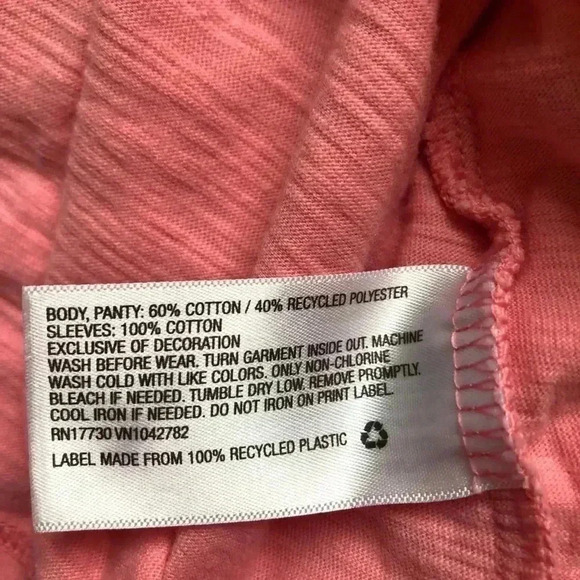 BODY, PANTY: 60% COTTON / 40% RECYCLED POLYESTER
SLEEVES: 100% COTTON
EXCLUSIVE OF DECORATION
WASH BEFORE WEAR. TURN GARMENT INSIDE OUT. MACHINE
WASH COLD WITH LIKE COLORS. ONLY NON-CHLORINE
BLEACH IF NEEDED. TUMBLE DRY LOW. REMOVE PROMPTLY.
COOL IRON IF NEEDED. DO NOT IRON ON PRINT LABEL.
RN17730 VN1042782
LABEL MADE FROM 100% RECYCLED PLASTIC